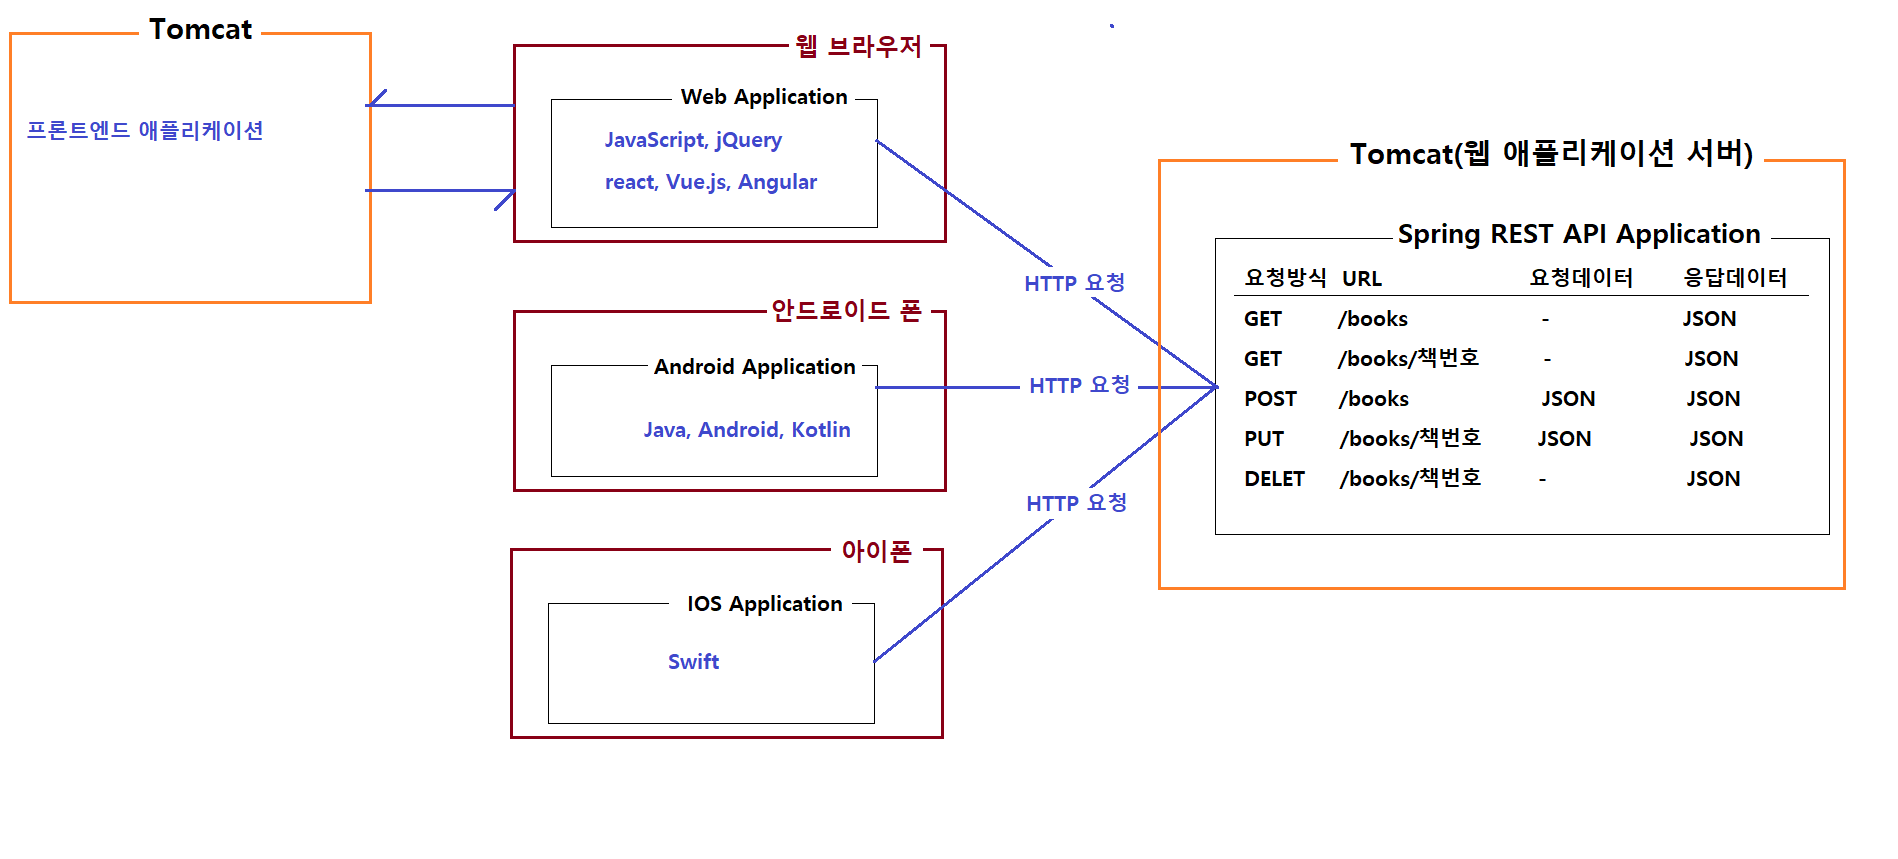 Tomcat
프론트엔드 애플리케이션
웹 브라우저
Web Application
JavaScript, jQuery
react, Vue.js, Angular
안드로이드 폰
Android Application
Java, Android, Kotlin
아이폰
IOS Application
Swift
HTTP 요청
HTTP 요청
HTTP 요청
Tomcat(웹 애플리케이션 서버)
Spring REST API Application
요청방식 URL 요청데이터 응답데이터
GET /books - JSON
GET /books/책번호 - JSON
POST /books JSON JSON
PUT /books/책번호 JSON JSON
DELET /books/책번호 - JSON